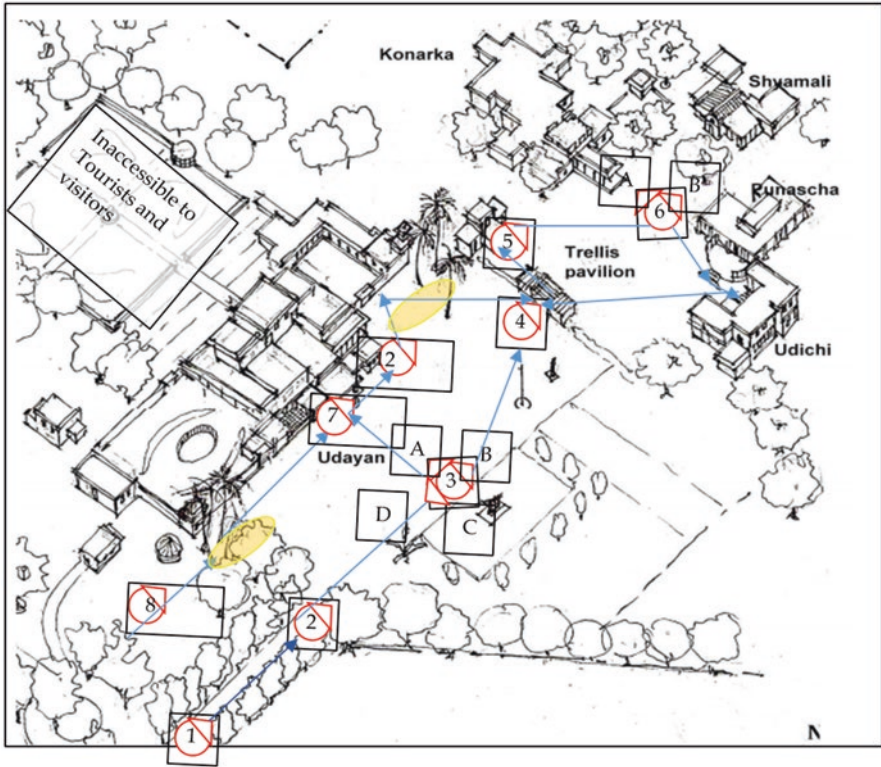 Konarka
Shyamali
Inaccessible to
Tourists and
visitors
A
B
Punascha
6
5
Trellis
pavilion
4
2
Udichi
7
A
B
Udayan
3
D
C
8
2
1
N